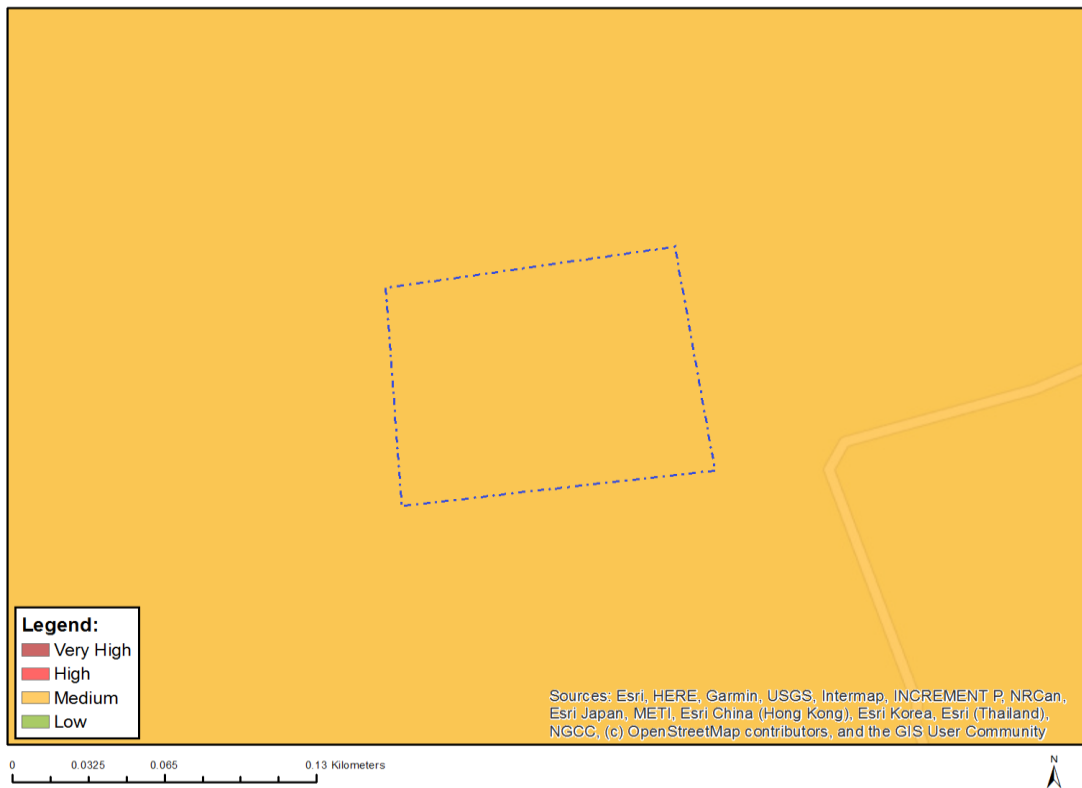 Legend:
Very High
High
Medium
Low
Sources: Esri, HERE, Garmin, USGS, Intermap, INCREMENT P, NRCan,
Esri Japan, METI, Esri China (Hong Kong), Esri Korea, Esri (Thailand),
NGCC, (c) OpenStreetMap contributors, and the GIS User Community
0 0.0325 0.065 0.13 Kilometers
N